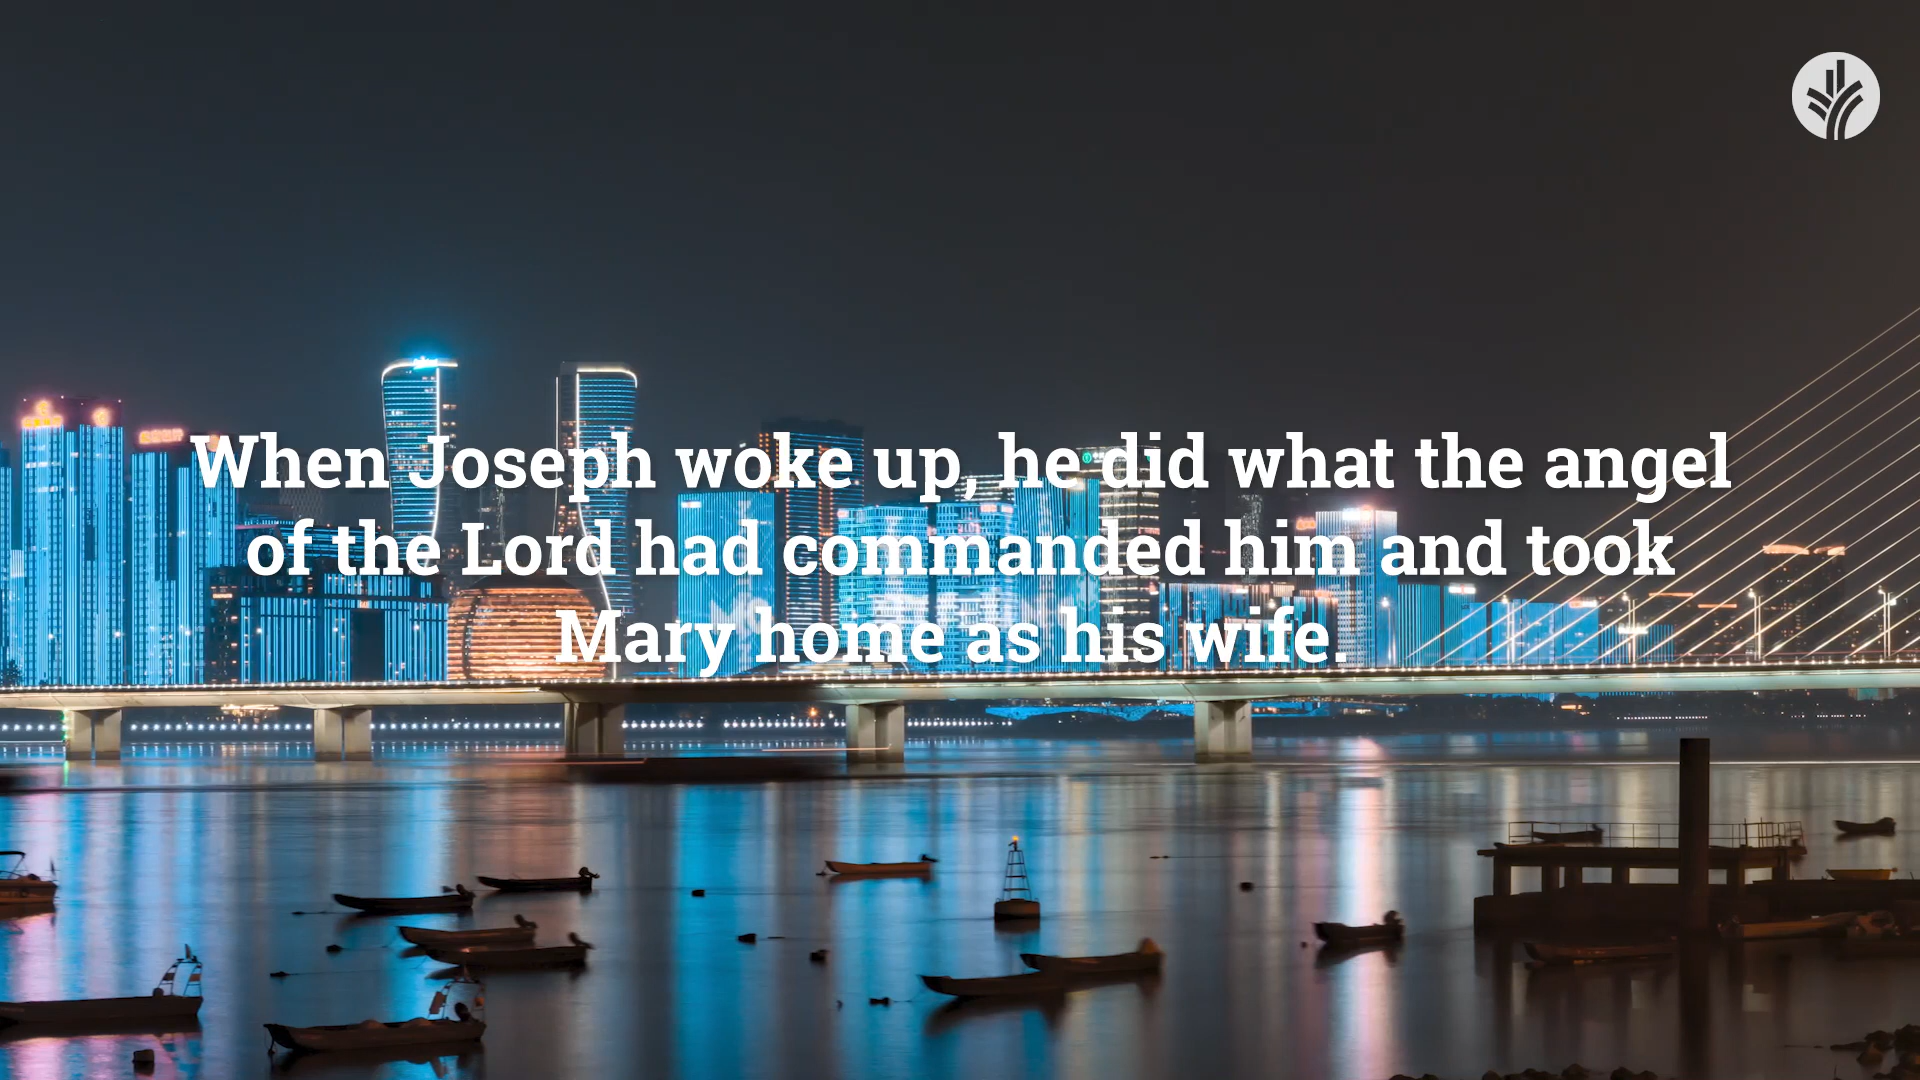 When Joseph woke up, he did what the angel
of the Lord had commanded him and took
Mary home as his wife.